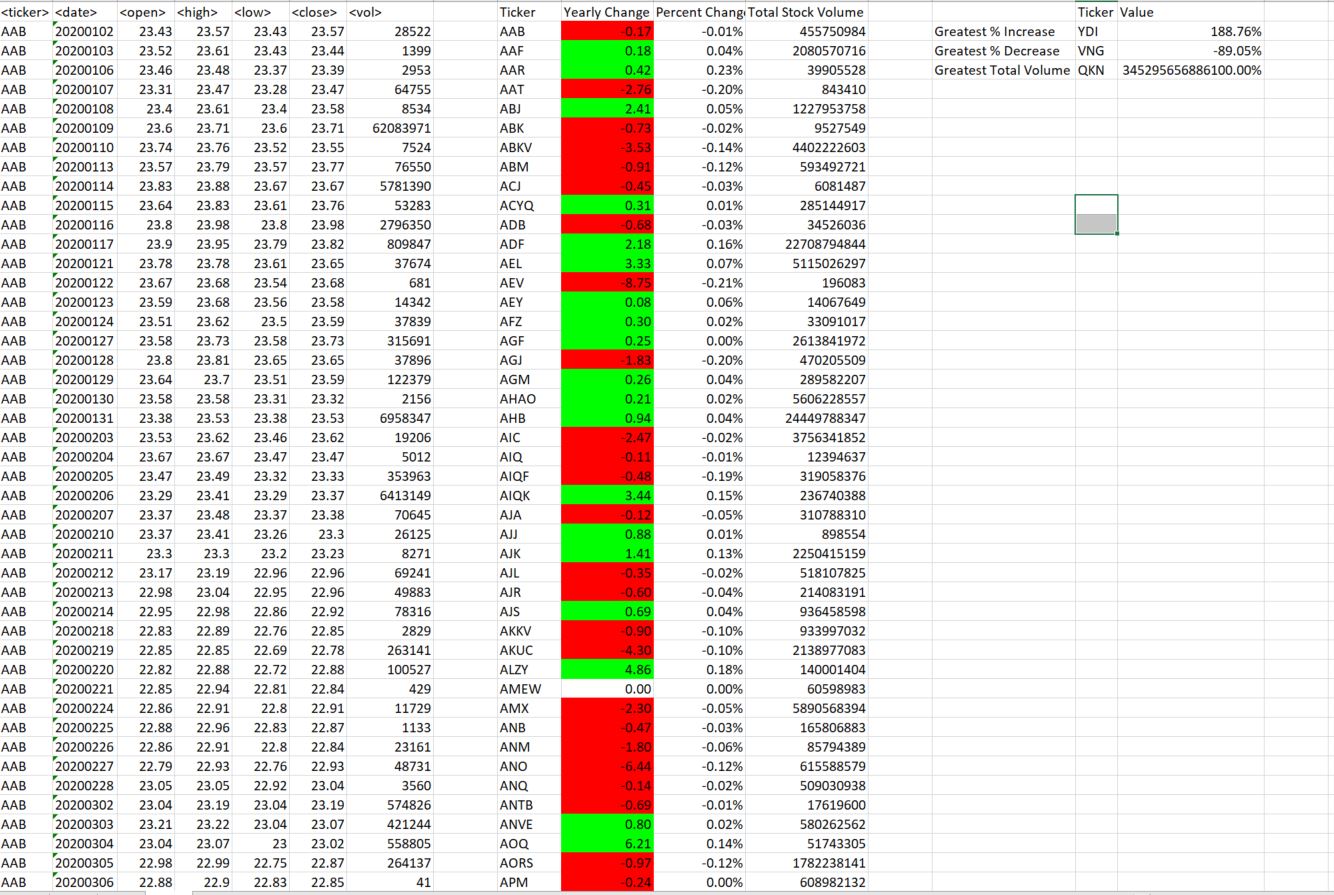 <ticker> <date> <open> <high> <low> <close> <vol> Ticker Yearly Change Percent Chang Total Stock Volume Ticker Value
AAB 20200102 23.43 23.57 23.43 23.57 28522 AAB -0.17 -0.01% 455750984 Greatest % Increase YDI 188.76%
AAB 20200103 23.52 23.61 23.43 23.44 1399 AAF 0.18 0.04% 2080570716 Greatest % Decrease VNG -89.05%
AAB 20200106 23.46 23.48 23.37 23.39 2953 AAR 0.42 0.23% 39905528 Greatest Total Volume QKN 345295656886100.00%
AAB 20200107 23.31 23.47 23.28 23.47 64755 AAT -2.76 -0.20% 843410
AAB 20200108 23.4 23.61 23.4 23.58 8534 ABJ 2.41 0.05% 1227953758
AAB 20200109 23.6 23.71 23.6 23.71 62083971 ABK -0.73 -0.02% 9527549
AAB 20200110 23.74 23.76 23.52 23.55 7524 ABKV -3.53 -0.14% 4402222603
AAB 20200113 23.57 23.79 23.57 23.77 76550 ABM -0.91 -0.12% 593492721
AAB 20200114 23.83 23.88 23.67 23.67 5781390 ACJ -0.45 -0.03% 6081487
AAB 20200115 23.64 23.83 23.61 23.76 53283 ACYQ 0.31 0.01% 285144917
AAB 20200116 23.8 23.98 23.8 23.98 2796350 ADB -0.68 -0.03% 34526036
AAB 20200117 23.9 23.95 23.79 23.82 809847 ADF 2.18 0.16% 22708794844
AAB 20200121 23.78 23.78 23.61 23.65 37674 AEL 3.33 0.07% 5115026297
AAB 20200122 23.67 23.68 23.54 23.68 681 AEV -8.75 -0.21% 196083
AAB 20200123 23.59 23.68 23.56 23.58 14342 AEY 0.08 0.06% 14067649
AAB 20200124 23.51 23.62 23.5 23.59 37839 AFZ 0.30 0.02% 33091017
AAB 20200127 23.58 23.73 23.58 23.73 315691 AGF 0.25 0.00% 2613841972
AAB 20200128 23.8 23.81 23.65 23.65 37896 AGJ -1.83 -0.20% 470205509
AAB 20200129 23.64 23.7 23.51 23.59 122379 AGM 0.26 0.04% 289582207
AAB 20200130 23.58 23.58 23.31 23.32 2156 AHAO 0.21 0.02% 5606228557
AAB 20200131 23.38 23.53 23.38 23.53 6958347 AHB 0.94 0.04% 24449788347
AAB 20200203 23.53 23.62 23.46 23.62 19206 AIC -2.47 -0.02% 3756341852
AAB 20200204 23.67 23.67 23.47 23.47 5012 AIQ -0.11 -0.01% 12394637
AAB 20200205 23.47 23.49 23.32 23.33 353963 AIQF -0.48 -0.19% 319058376
AAB 20200206 23.29 23.41 23.29 23.37 6413149 AIQK 3.44 0.15% 236740388
AAB 20200207 23.37 23.48 23.37 23.38 70645 AJA -0.12 -0.05% 310788310
AAB 20200210 23.37 23.41 23.26 23.3 26125 AJJ 0.88 0.01% 898554
AAB 20200211 23.3 23.3 23.2 23.23 8271 AJK 1.41 0.13% 2250415159
AAB 20200212 23.17 23.19 22.96 22.96 69241 AJL -0.35 -0.02% 518107825
AAB 20200213 22.98 23.04 22.95 22.96 49883 AJR -0.60 -0.04% 214083191
AAB 20200214 22.95 22.98 22.86 22.92 78316 AJS 0.69 0.04% 936458598
AAB 20200218 22.83 22.89 22.76 22.85 2829 AKKV -0.90 -0.10% 933997032
AAB 20200219 22.85 22.85 22.69 22.78 263141 AKUC -4.30 -0.10% 2138977083
AAB 20200220 22.82 22.88 22.72 22.88 100527 ALZY 4.86 0.18% 140001404
AAB 20200221 22.85 22.94 22.81 22.84 429 AMEW 0.00 0.00% 60598983
AAB 20200224 22.86 22.91 22.8 22.91 11729 AMX -2.30 -0.05% 5890568394
AAB 20200225 22.88 22.96 22.83 22.87 1133 ANB -0.47 -0.03% 165806883
AAB 20200226 22.86 22.91 22.8 22.84 23161 ANM -1.80 -0.06% 85794389
AAB 20200227 22.79 22.93 22.76 22.93 48731 ANO -6.44 -0.12% 615588579
AAB 20200228 23.05 23.05 22.92 23.04 3560 ANQ -0.14 -0.02% 509030938
AAB 20200302 23.04 23.19 23.04 23.19 574826 ANTB -0.69 -0.01% 17619600
AAB 20200303 23.21 23.22 23.04 23.07 421244 ANVE 0.80 0.02% 580262562
AAB 20200304 23.04 23.07 23 23.02 558805 AOQ 6.21 0.14% 51743305
AAB 20200305 22.98 22.99 22.75 22.87 264137 AORS -0.97 -0.12% 1782238141
AAB 20200306 22.88 22.9 22.83 22.85 41 APM -0.24 0.00% 608982132